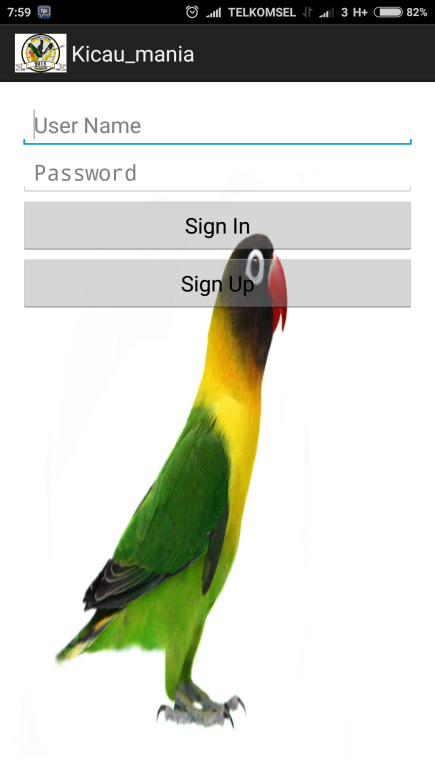 7:59 TELKOMSEL 3 H+ 82%
Kicau_mania
User Name
Password
Sign In
Sign Up